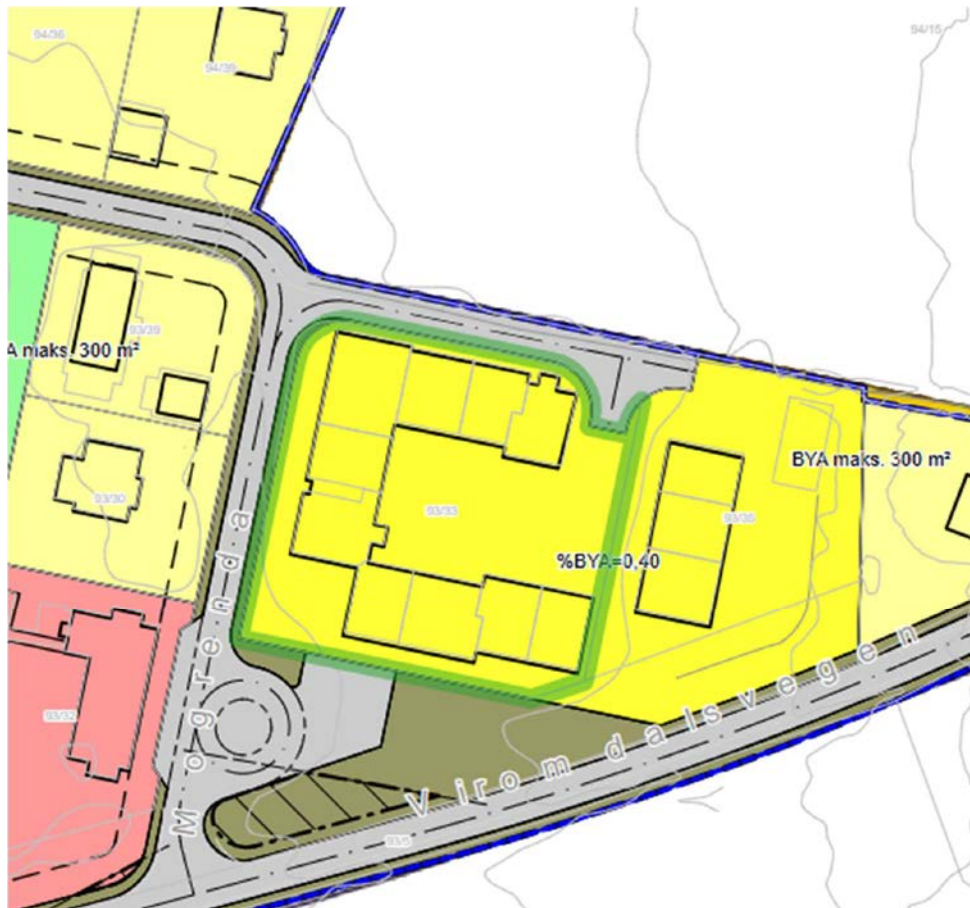 94/36
94/39
94/15
93/39
A maks. 300 m²
BYA maks. 300 m²
93/30
93/33
93/36
%BYA=0,40
93/32
Mogrenda
Viromdalsvegen
93/5